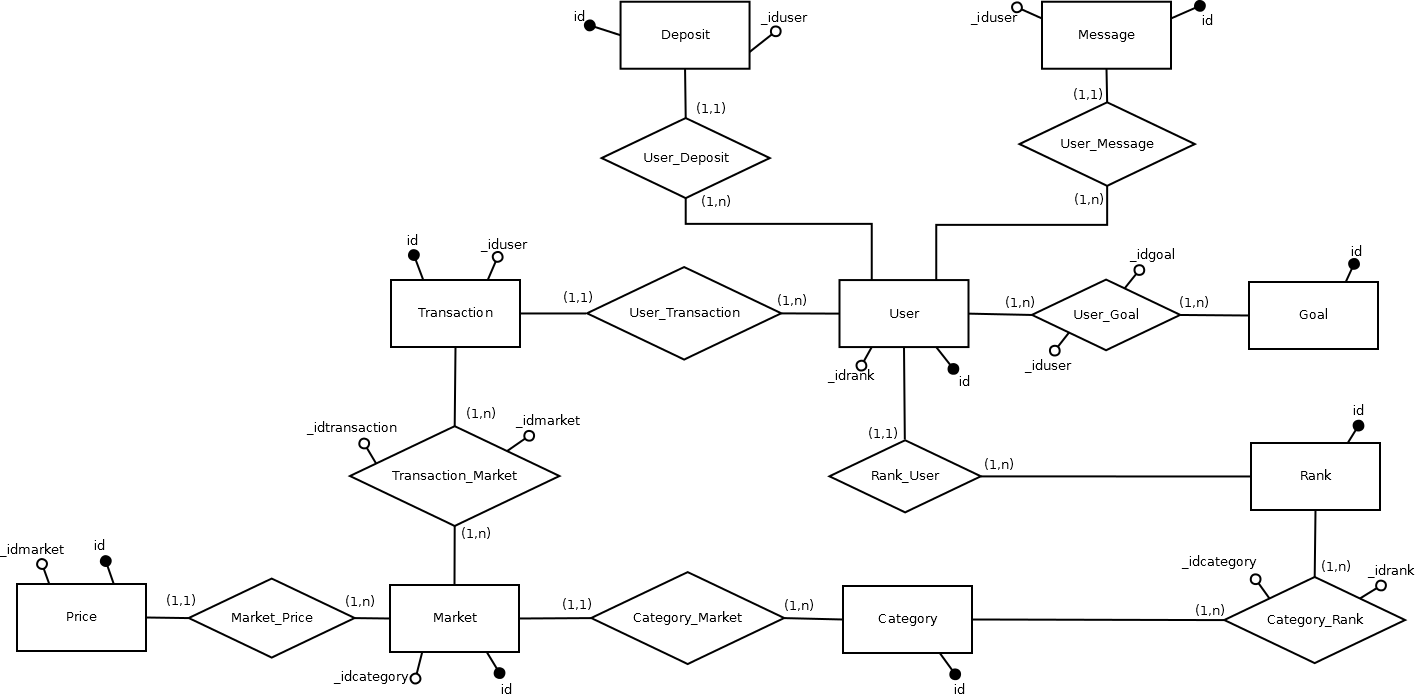 id
_iduser
_iduser
id
Deposit
Message
(1,1)
(1,1)
User_Deposit
User_Message
(1,n)
(1,n)
id
_iduser
_idgoal
id
(1,1)
(1,n)
(1,n)
(1,n)
Transaction
User_Transaction
User
User_Goal
Goal
_idrank
id
_iduser
_idtransaction
(1,n)
_idmarket
(1,1)
id
(1,n)
Transaction_Market
Rank_User
Rank
(1,n)
_idmarket
id
_idcategory
(1,n)
_idrank
(1,1)
(1,n)
(1,1)
(1,n)
(1,n)
Price
Market_Price
Market
Category_Market
Category
Category_Rank
_idcategory
id
id